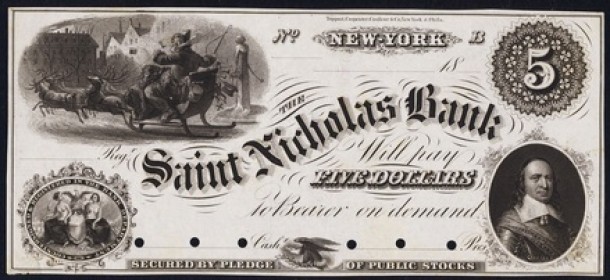 No NEW-YORK B
18
5
THE
Saint Nicholas Bank
Reg.
Will pay
FIVE DOLLARS
to Bearer on demand
Cash. Pres.
SECURED BY PLEDGE OF PUBLIC STOCKS